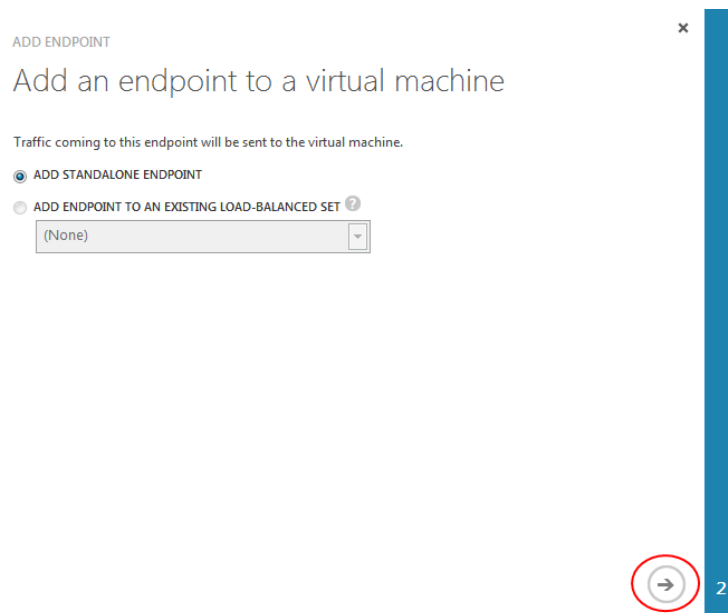 ADD ENDPOINT
Add an endpoint to a virtual machine
Traffic coming to this endpoint will be sent to the virtual machine.
ADD STANDALONE ENDPOINT
ADD ENDPOINT TO AN EXISTING LOAD-BALANCED SET ?
(None)
2